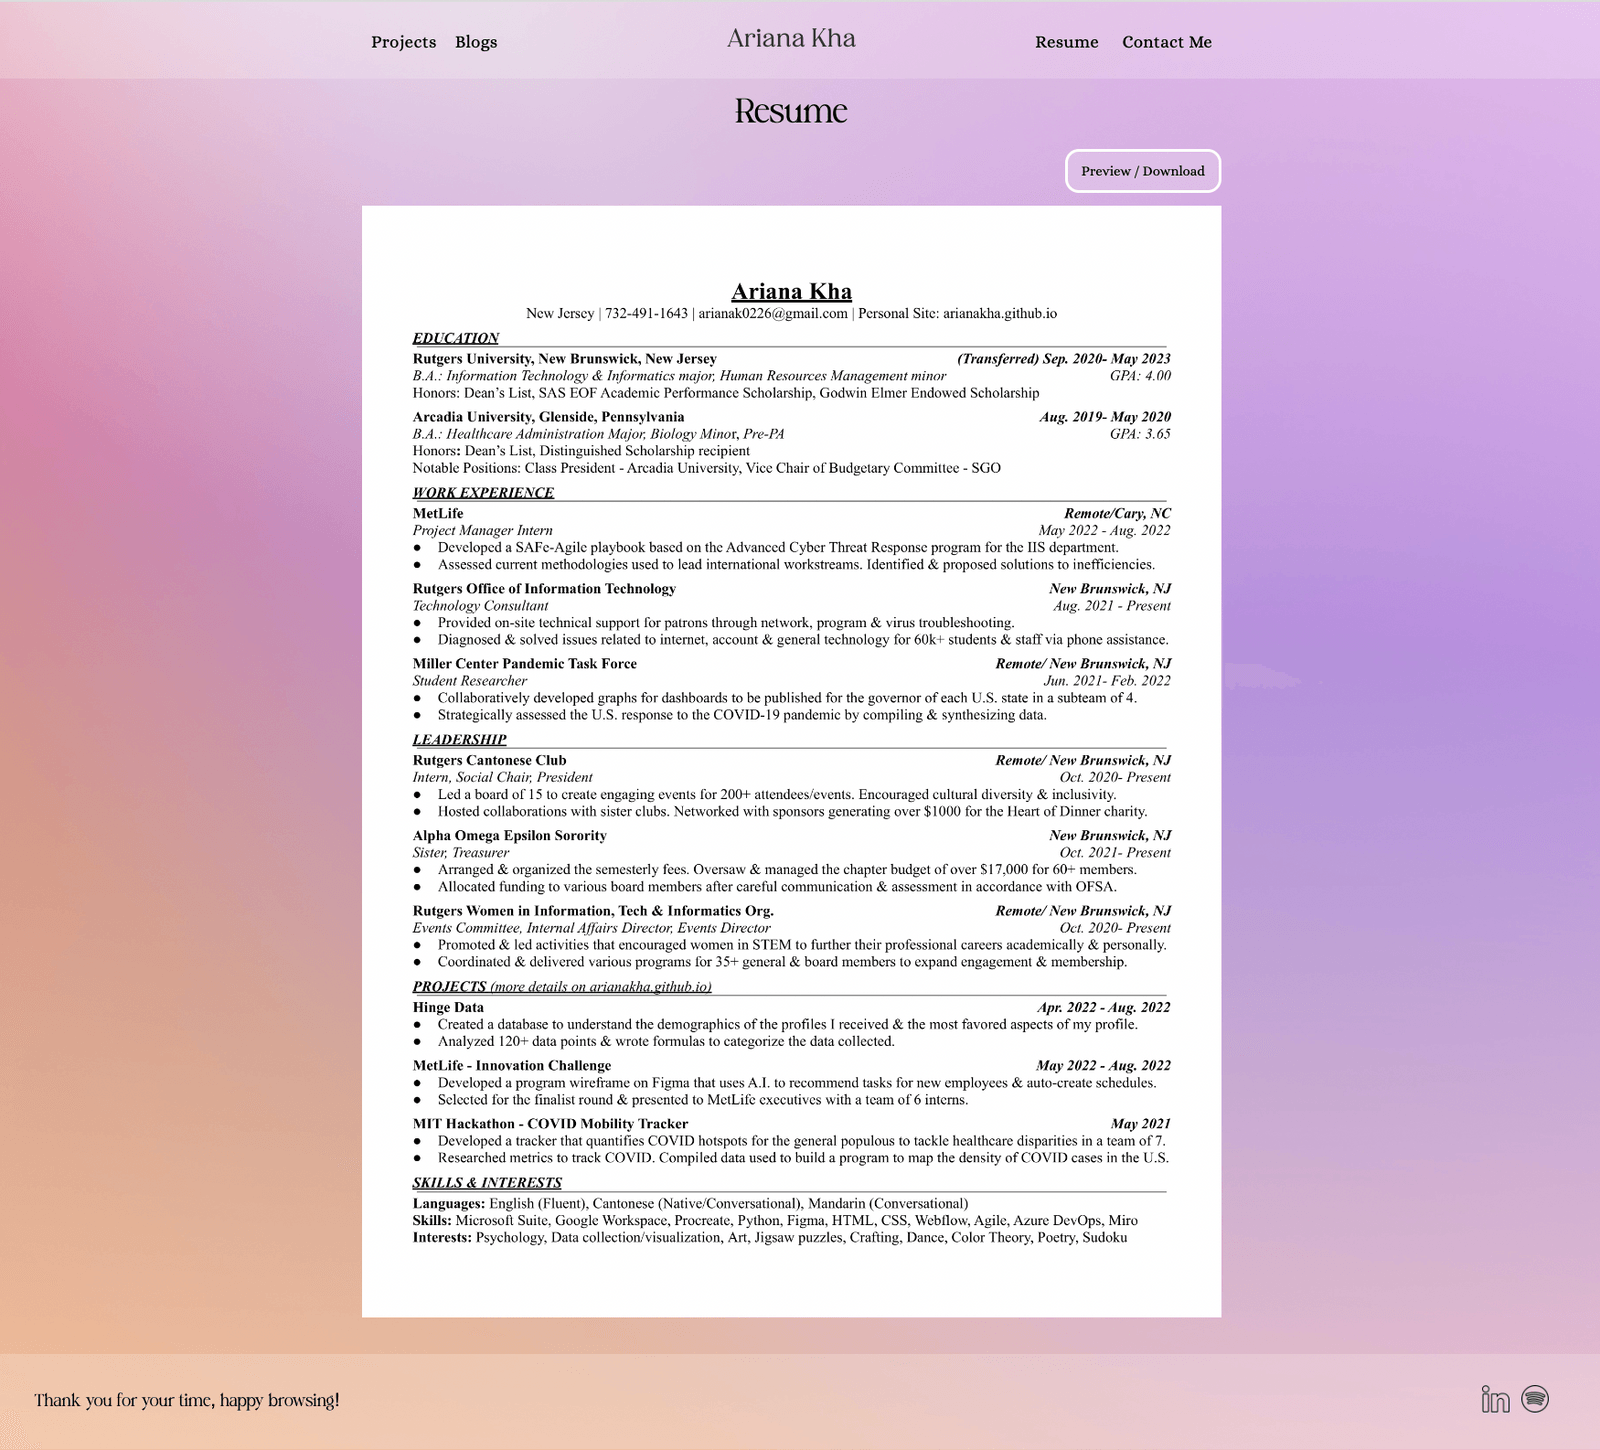 Projects Blogs Ariana Kha Resume Contact Me
Resume
Preview / Download
Ariana Kha
New Jersey | 732-491-1643 | arianak0226@gmail.com | Personal Site: arianakha.github.io
EDUCATION
Rutgers University, New Brunswick, New Jersey (Transferred) Sep. 2020- May 2023
B.A.: Information Technology & Informatics major, Human Resources Management minor GPA: 4.00
Honors: Dean's List, SAS EOF Academic Performance Scholarship, Godwin Elmer Endowed Scholarship
Arcadia University, Glenside, Pennsylvania Aug. 2019- May 2020
B.A.: Healthcare Administration Major, Biology Minor, Pre-PA GPA: 3.65
Honors: Dean's List, Distinguished Scholarship recipient
Notable Positions: Class President - Arcadia University, Vice Chair of Budgetary Committee - SGO
WORK EXPERIENCE
MetLife Remote/Cary, NC
Project Manager Intern May 2022 - Aug. 2022
● Developed a SAFe-Agile playbook based on the Advanced Cyber Threat Response program for the IIS department.
● Assessed current methodologies used to lead international workstreams. Identified & proposed solutions to inefficiencies.
Rutgers Office of Information Technology New Brunswick, NJ
Technology Consultant Aug. 2021 - Present
● Provided on-site technical support for patrons through network, program & virus troubleshooting.
● Diagnosed & solved issues related to internet, account & general technology for 60k+ students & staff via phone assistance.
Miller Center Pandemic Task Force Remote/ New Brunswick, NJ
Student Researcher Jun. 2021- Feb. 2022
● Collaboratively developed graphs for dashboards to be published for the governor of each U.S. state in a subteam of 4.
● Strategically assessed the U.S. response to the COVID-19 pandemic by compiling & synthesizing data.
LEADERSHIP
Rutgers Cantonese Club Remote/ New Brunswick, NJ
Intern, Social Chair, President Oct. 2020- Present
● Led a board of 15 to create engaging events for 200+ attendees/events. Encouraged cultural diversity & inclusivity.
● Hosted collaborations with sister clubs. Networked with sponsors generating over $1000 for the Heart of Dinner charity.
Alpha Omega Epsilon Sorority New Brunswick, NJ
Sister, Treasurer Oct. 2021- Present
● Arranged & organized the semesterly fees. Oversaw & managed the chapter budget of over $17,000 for 60+ members.
● Allocated funding to various board members after careful communication & assessment in accordance with OFSA.
Rutgers Women in Information, Tech & Informatics Org. Remote/ New Brunswick, NJ
Events Committee, Internal Affairs Director, Events Director Oct. 2020- Present
● Promoted & led activities that encouraged women in STEM to further their professional careers academically & personally.
● Coordinated & delivered various programs for 35+ general & board members to expand engagement & membership.
PROJECTS (more details on arianakha.github.io)
Hinge Data Apr. 2022 - Aug. 2022
● Created a database to understand the demographics of the profiles I received & the most favored aspects of my profile.
● Analyzed 120+ data points & wrote formulas to categorize the data collected.
MetLife - Innovation Challenge May 2022 - Aug. 2022
● Developed a program wireframe on Figma that uses A.I. to recommend tasks for new employees & auto-create schedules.
● Selected for the finalist round & presented to MetLife executives with a team of 6 interns.
MIT Hackathon - COVID Mobility Tracker May 2021
● Developed a tracker that quantifies COVID hotspots for the general populous to tackle healthcare disparities in a team of 7.
● Researched metrics to track COVID. Compiled data used to build a program to map the density of COVID cases in the U.S.
SKILLS & INTERESTS
Languages: English (Fluent), Cantonese (Native/Conversational), Mandarin (Conversational)
Skills: Microsoft Suite, Google Workspace, Procreate, Python, Figma, HTML, CSS, Webflow, Agile, Azure DevOps, Miro
Interests: Psychology, Data collection/visualization, Art, Jigsaw puzzles, Crafting, Dance, Color Theory, Poetry, Sudoku
Thank you for your time, happy browsing! in